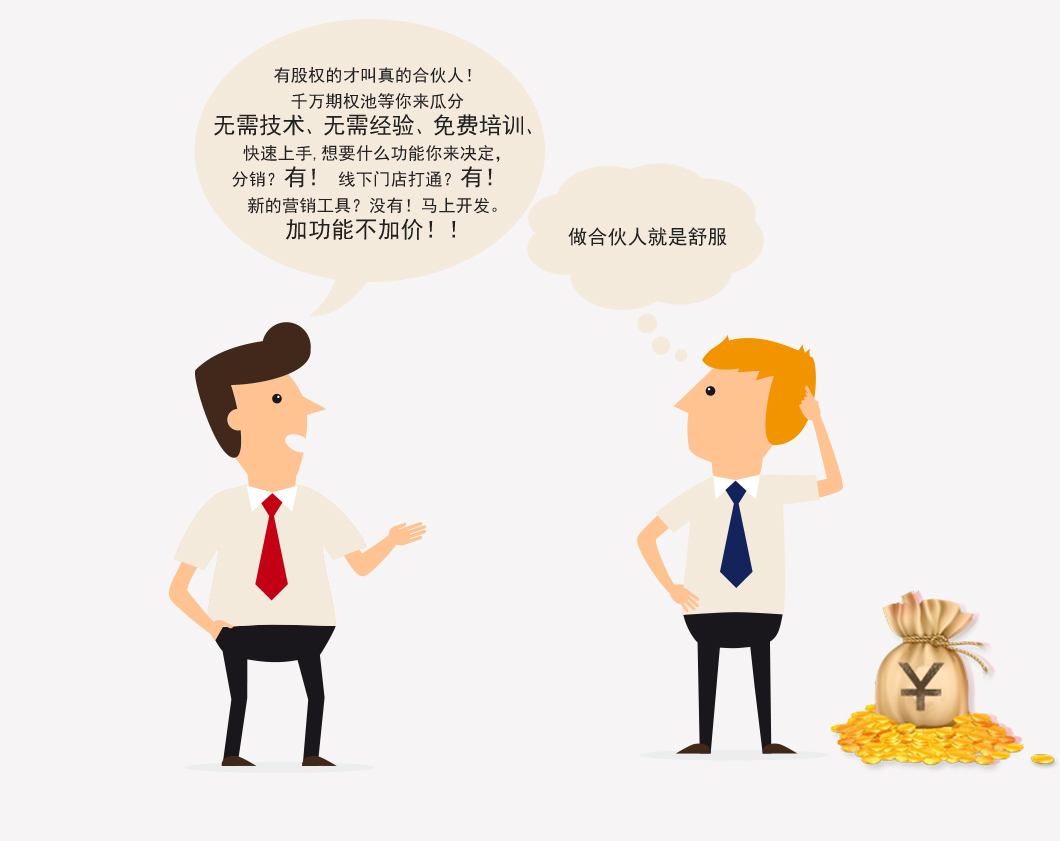 有股权的才叫真的合伙人！
千万期权池等你来瓜分
无需技术、无需经验、免费培训、
快速上手, 想要什么功能你来决定，
分销？有！ 线下门店打通？有！
新的营销工具？没有！马上开发。
加功能不加价！！
做合伙人就是舒服
¥